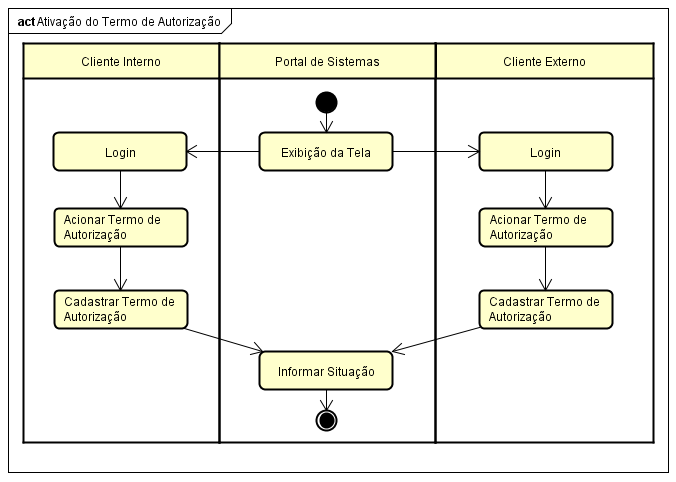 act Ativação do Termo de Autorização
Cliente Interno
Portal de Sistemas
Cliente Externo
Login
Exibição da Tela
Login
Acionar Termo de
Autorização
Acionar Termo de
Autorização
Cadastrar Termo de
Autorização
Cadastrar Termo de
Autorização
Informar Situação